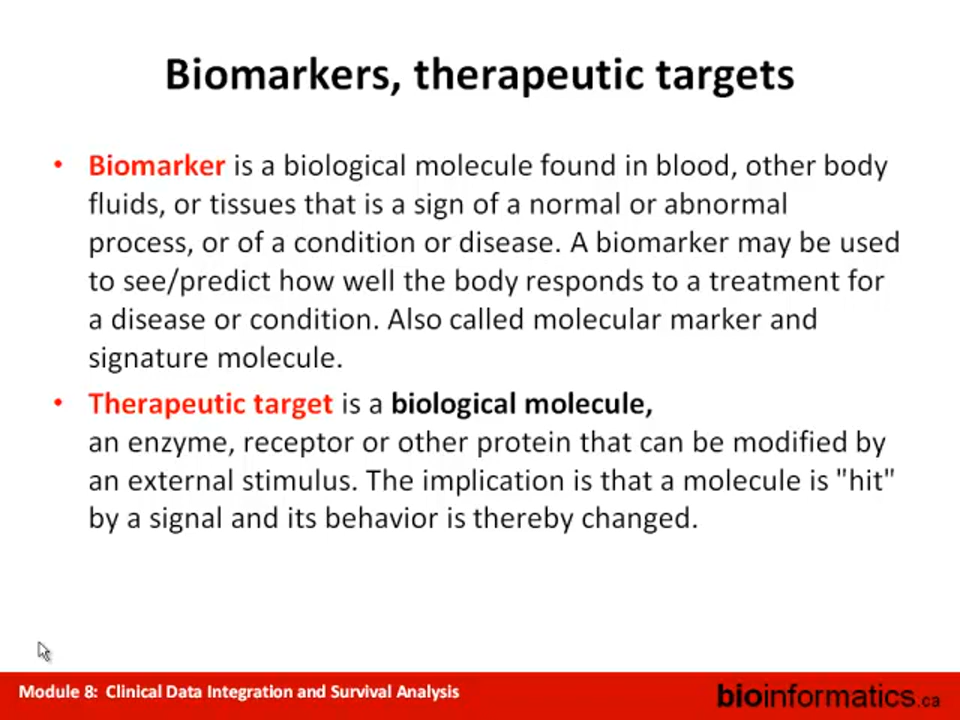 Biomarkers, therapeutic targets
• Biomarker is a biological molecule found in blood, other body
fluids, or tissues that is a sign of a normal or abnormal
process, or of a condition or disease. A biomarker may be used
to see/predict how well the body responds to a treatment for
a disease or condition. Also called molecular marker and
signature molecule.
• Therapeutic target is a biological molecule,
an enzyme, receptor or other protein that can be modified by
an external stimulus. The implication is that a molecule is "hit"
by a signal and its behavior is thereby changed.
Module 8: Clinical Data Integration and Survival Analysis
bioinformatics.ca